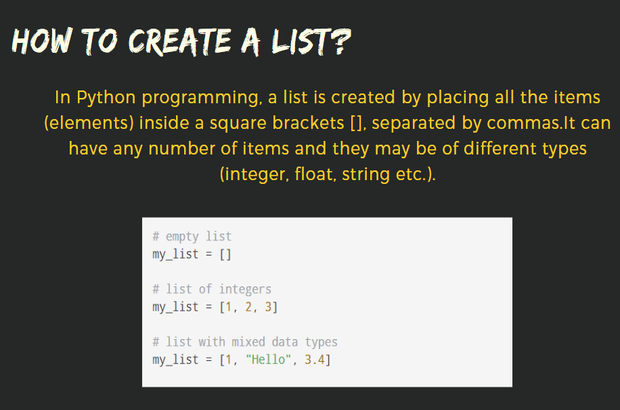 HOW TO CREATE A LIST?
In Python programming, a list is created by placing all the items
(elements) inside a square brackets [], separated by commas.It can
have any number of items and they may be of different types
(integer, float, string etc.).
# empty list
my_list = []
# list of integers
my_list = [1, 2, 3]
# list with mixed data types
my_list = [1, "Hello", 3.4]